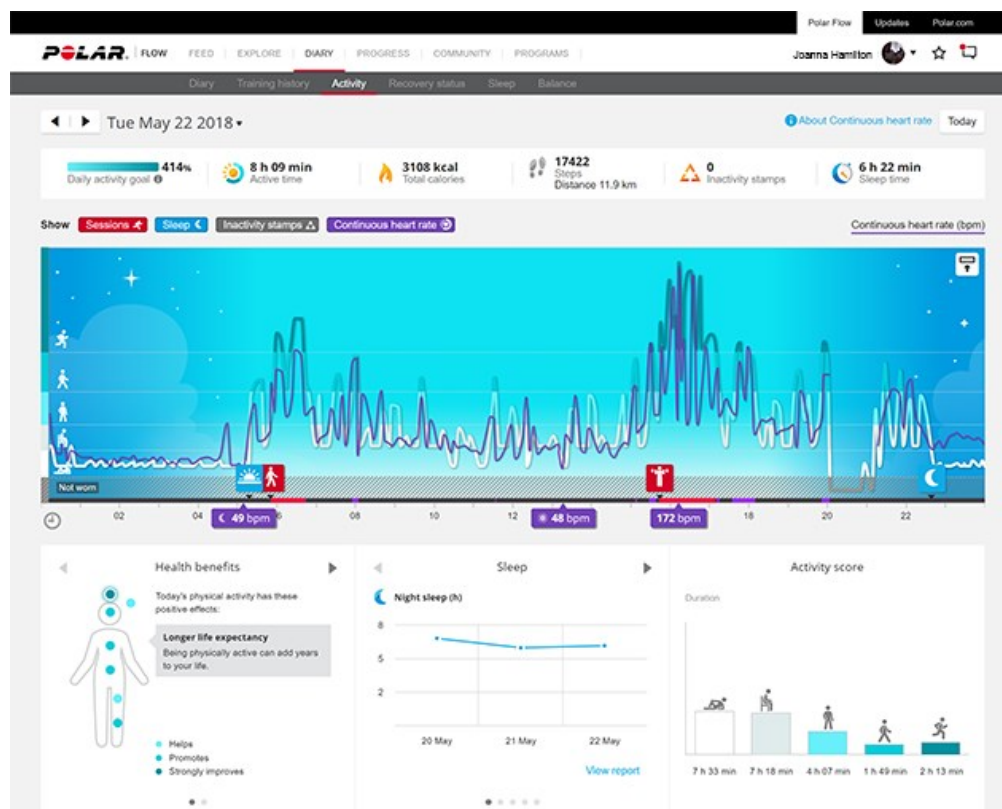 Polar Flow Updates Polar.com
POLAR. FLOW FEED EXPLORE DIARY PROGRESS COMMUNITY PROGRAMS Joanna Hamilton
Diary Training history Activity Recovery status Sleep Balance
Tue May 22 2018 About Continuous heart rate Today
414% 8 h 09 min 3108 kcal 17422 0 6 h 22 min
Daily activity goal Active time Total calories Steps Inactivity stamps Sleep time
Distance 11.9 km
Show Sessions Sleep Inactivity stamps Continuous heart rate Continuous heart rate (bpm)
Not worn
02 04 06 10 12 18 20 22
49 bpm 48 bpm 172 bpm
Health benefits Sleep Activity score
Today's physical activity has these
positive effects:
Longer life expectancy
Being physically active can add years
to your life.
Helps
Promotes
Strongly improves
Night sleep (h)
8
5
2
20 May 21 May 22 May
View report
Duration
7 h 33 min 7 h 18 min 4 h 07 min 1 h 49 min 2 h 13 min